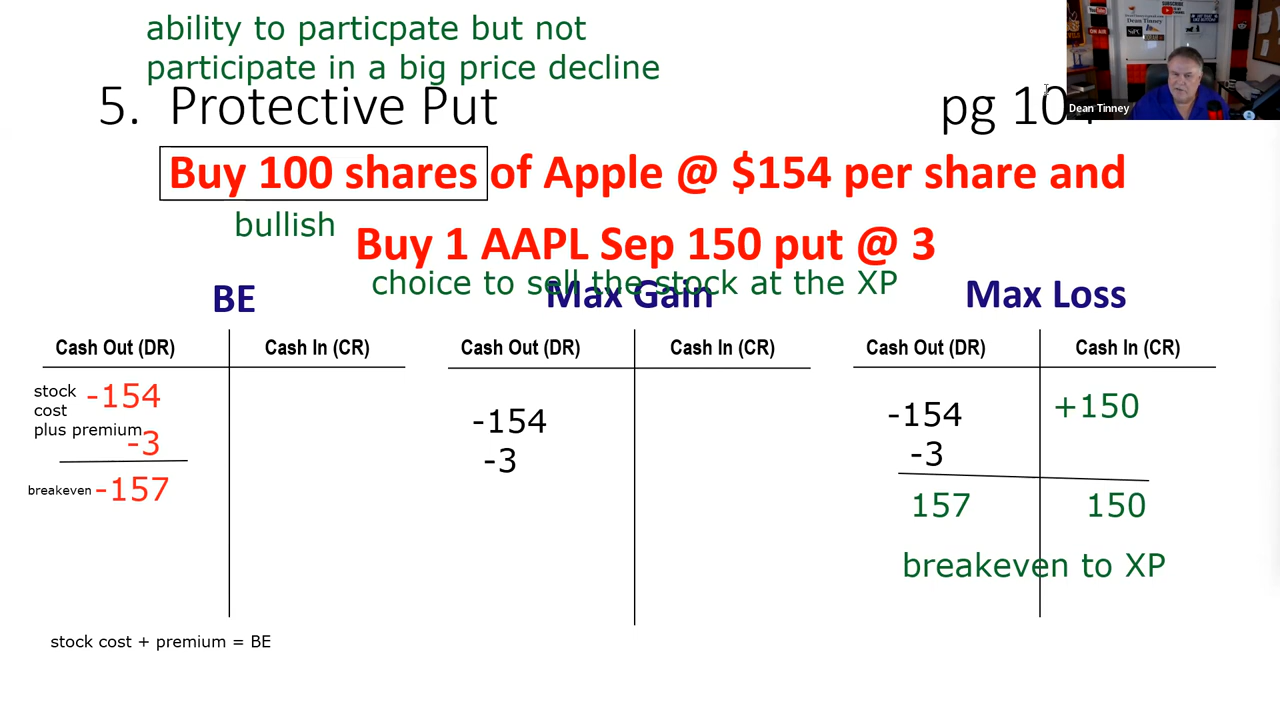 ability to particpate but not
participate in a big price decline
5. Protective Put
pg 10
Dean Tinney
Buy 100 shares of Apple @ $154 per share and
bullish
Buy 1 AAPL Sep 150 put @ 3
choice to sell the stock at the XP
BE
Max Gain
Max Loss
Cash Out (DR)
Cash In (CR)
Cash Out (DR)
Cash In (CR)
Cash Out (DR)
Cash In (CR)
stock
cost
plus premium
-154
-3
breakeven
-157
-154
-3
-154
-3
+150
157
150
breakeven to XP
stock cost + premium = BE